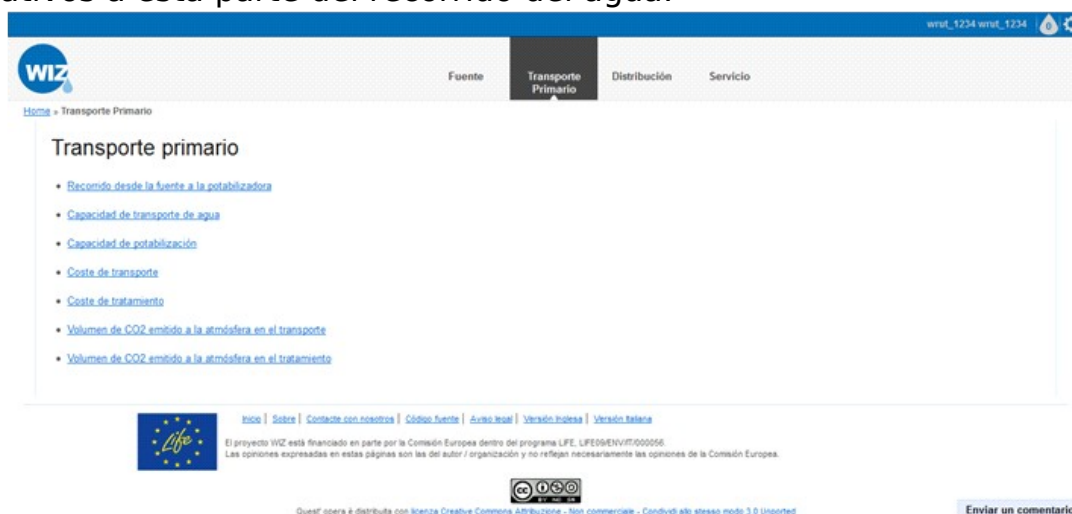 ativos a esta parte del recorrido del agua.
wrut_1234 wrut_1234
0
WIZ
Fuente
Transporte Primario
Distribución
Servicio
Home » Transporte Primario
Transporte primario
• Recorrido desde la fuente a la potabilizadora
• Capacidad de transporte de agua
• Capacidad de potabilización
• Coste de transporte
• Coste de tratamiento
• Volumen de CO2 emitido a la atmósfera en el transporte
• Volumen de CO2 emitido a la atmósfera en el tratamiento
Inicio | Sobre | Contacte con nosotros | Código fuente | Aviso legal | Versión Inglesa | Versión Italiana
Life
El proyecto WIZ está financiado en parte por la Comisión Europea dentro del programa LIFE, LIFE09/ENV/IT/000056.
Las opiniones expresadas en estas páginas son las del autor / organización y no reflejan necesariamente las opiniones de la Comisión Europea.
cc
BY NC SA
Quest' opera è distribuita con licenza Creative Commons Attribuzione - Non commerciale - Condividi allo stesso modo 3.0 Unported
Enviar un comentario